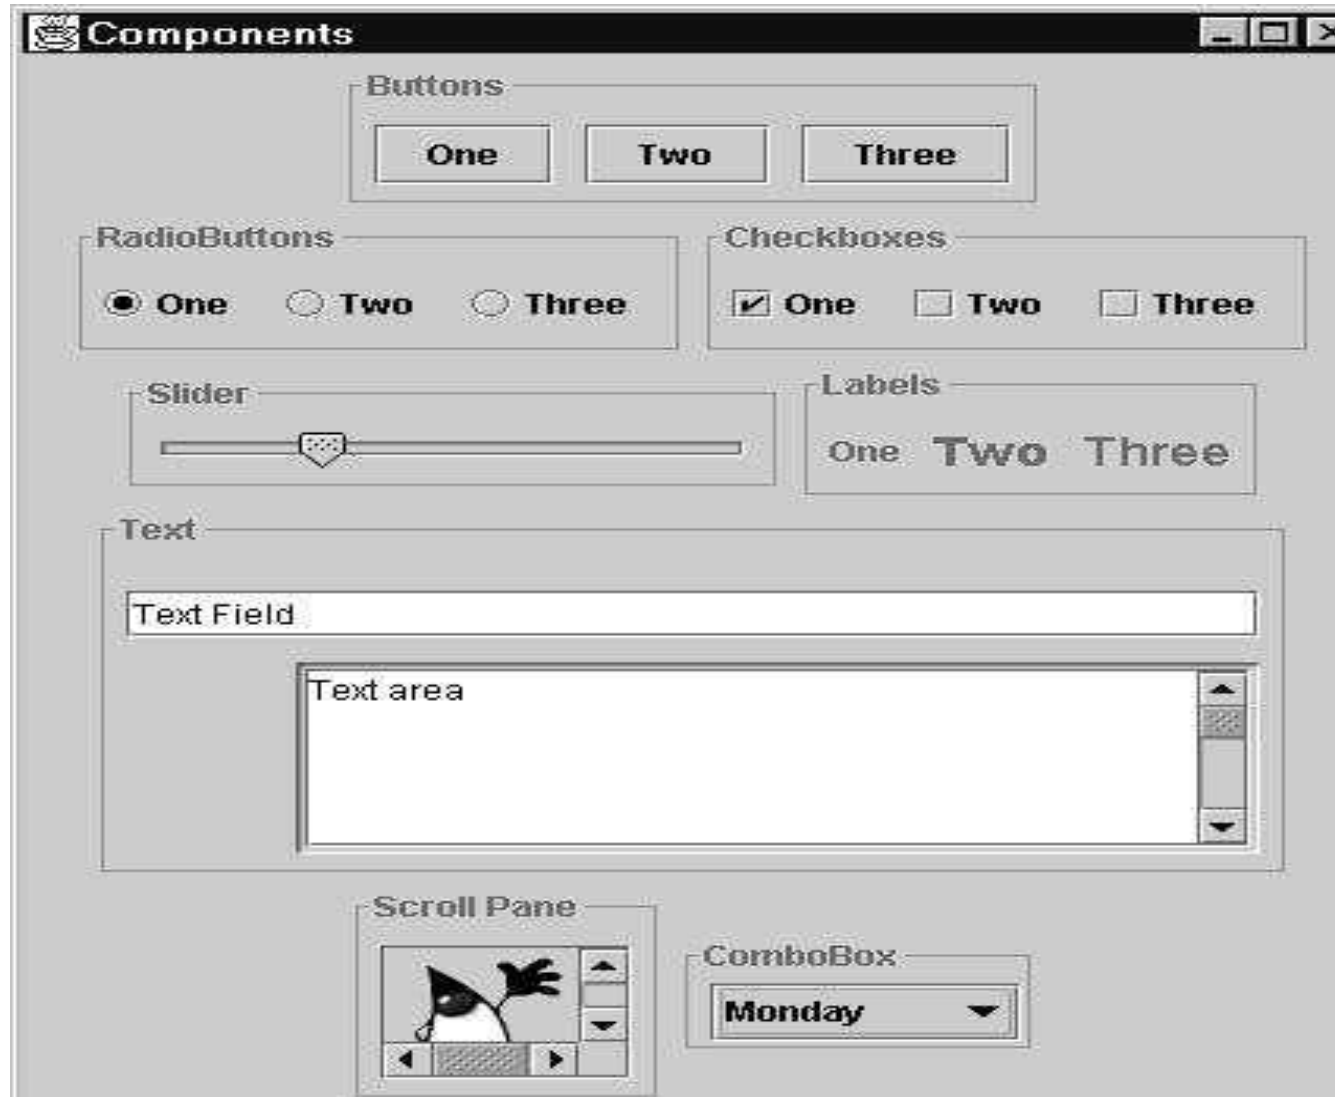 Components
Buttons
One Two Three
RadioButtons Checkboxes
One Two Three One Two Three
Slider Labels
One Two Three
Text
Text Field
Text area
Scroll Pane
ComboBox
Monday